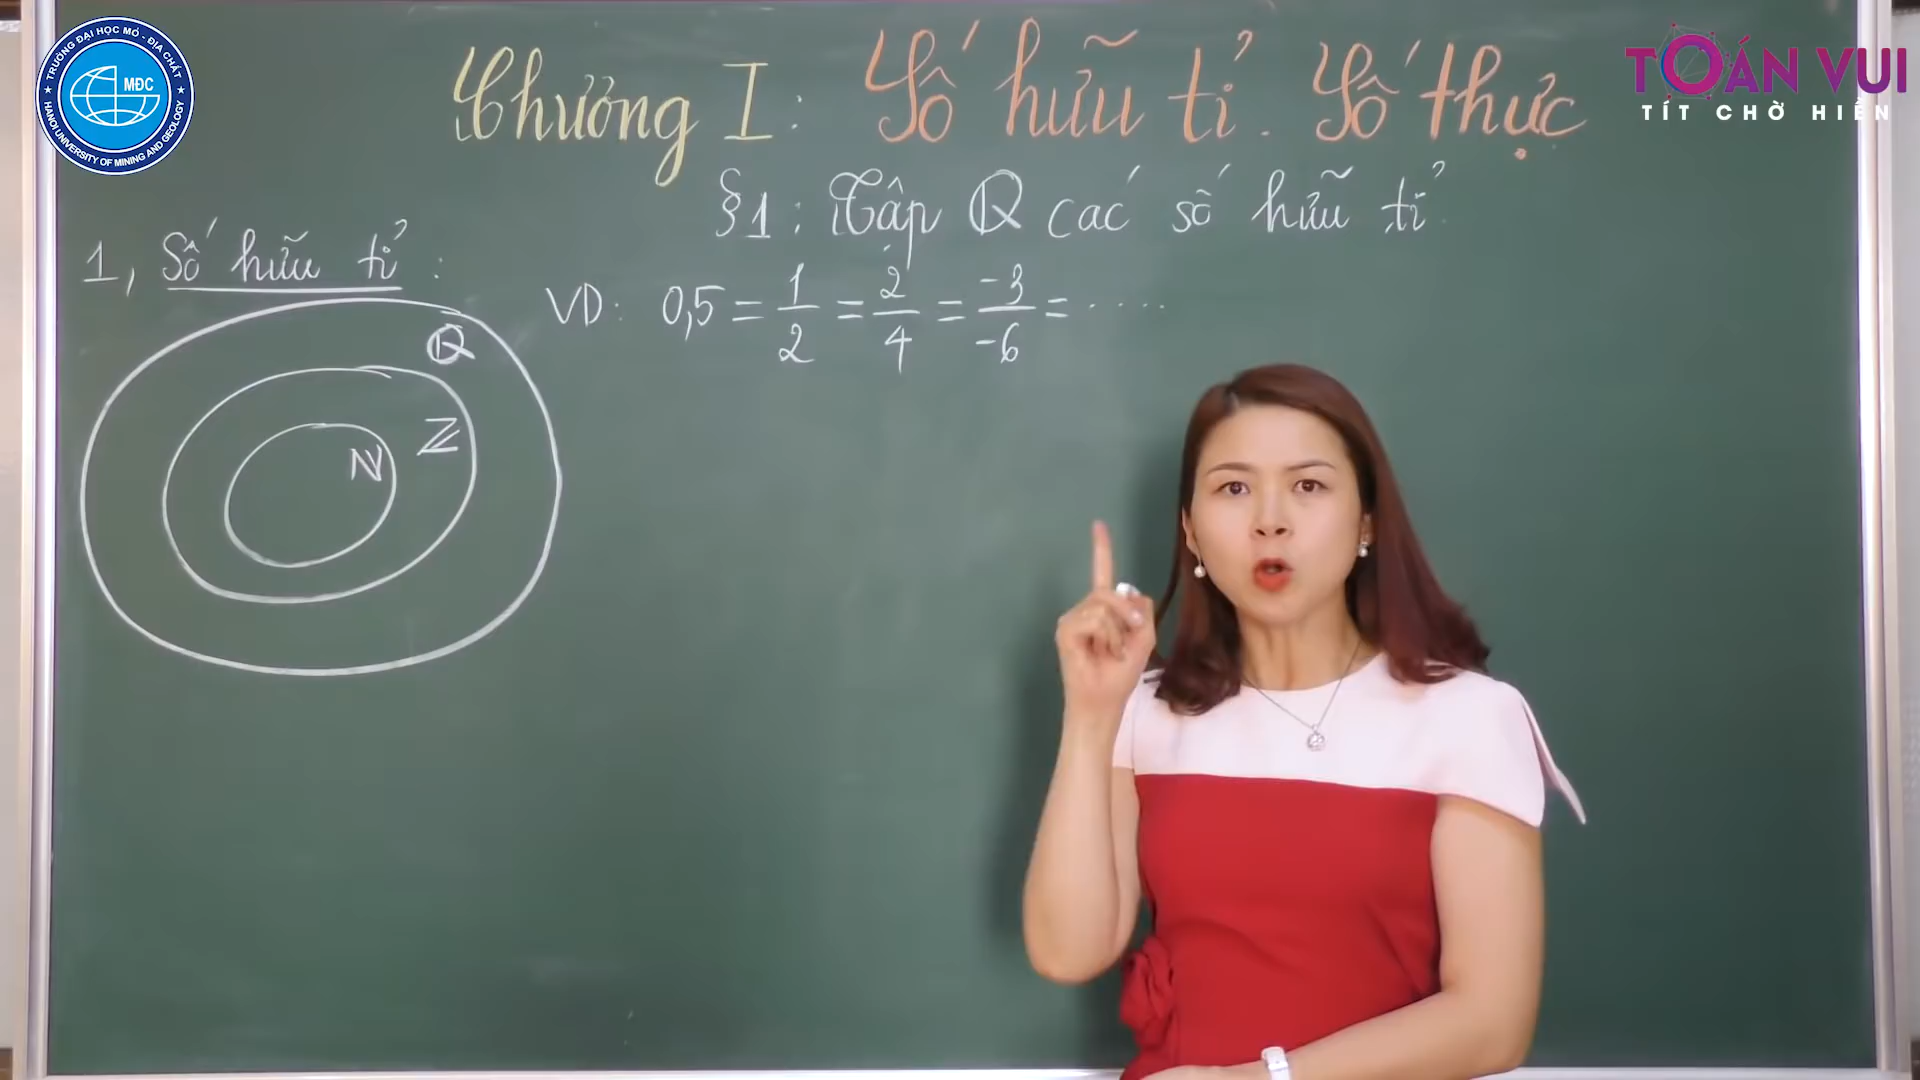 TRƯỜNG ĐẠI HỌC MỎ - ĐỊA CHẤT
MĐC
HANOI UNIVERSITY OF MINING AND GEOLOGY
TOÁN VUI
TÍT CHỜ HIỀN
Chương I: Số hữu tỉ. Số thực
§1: Tập Q các số hữu tỉ
1, Số hữu tỉ:
VD: 0,5 = 1/2 = 2/4 = -3/-6 = .....
Q
Z
N